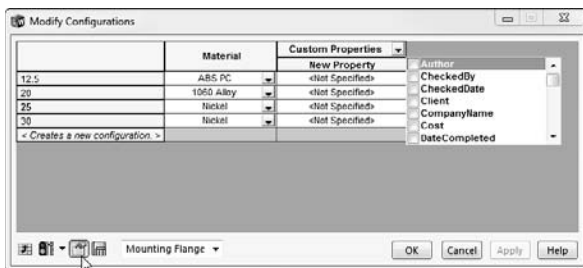 Modify Configurations
Material Custom Properties
New Property
12.5 ABS PC <Not Specified>
20 1060 Alloy <Not Specified>
25 Nickel <Not Specified>
30 Nickel <Not Specified>
< Creates a new configuration. >
Author
CheckedBy
CheckedDate
Client
CompanyName
Cost
DateCompleted
Mounting Flange
OK Cancel Apply Help